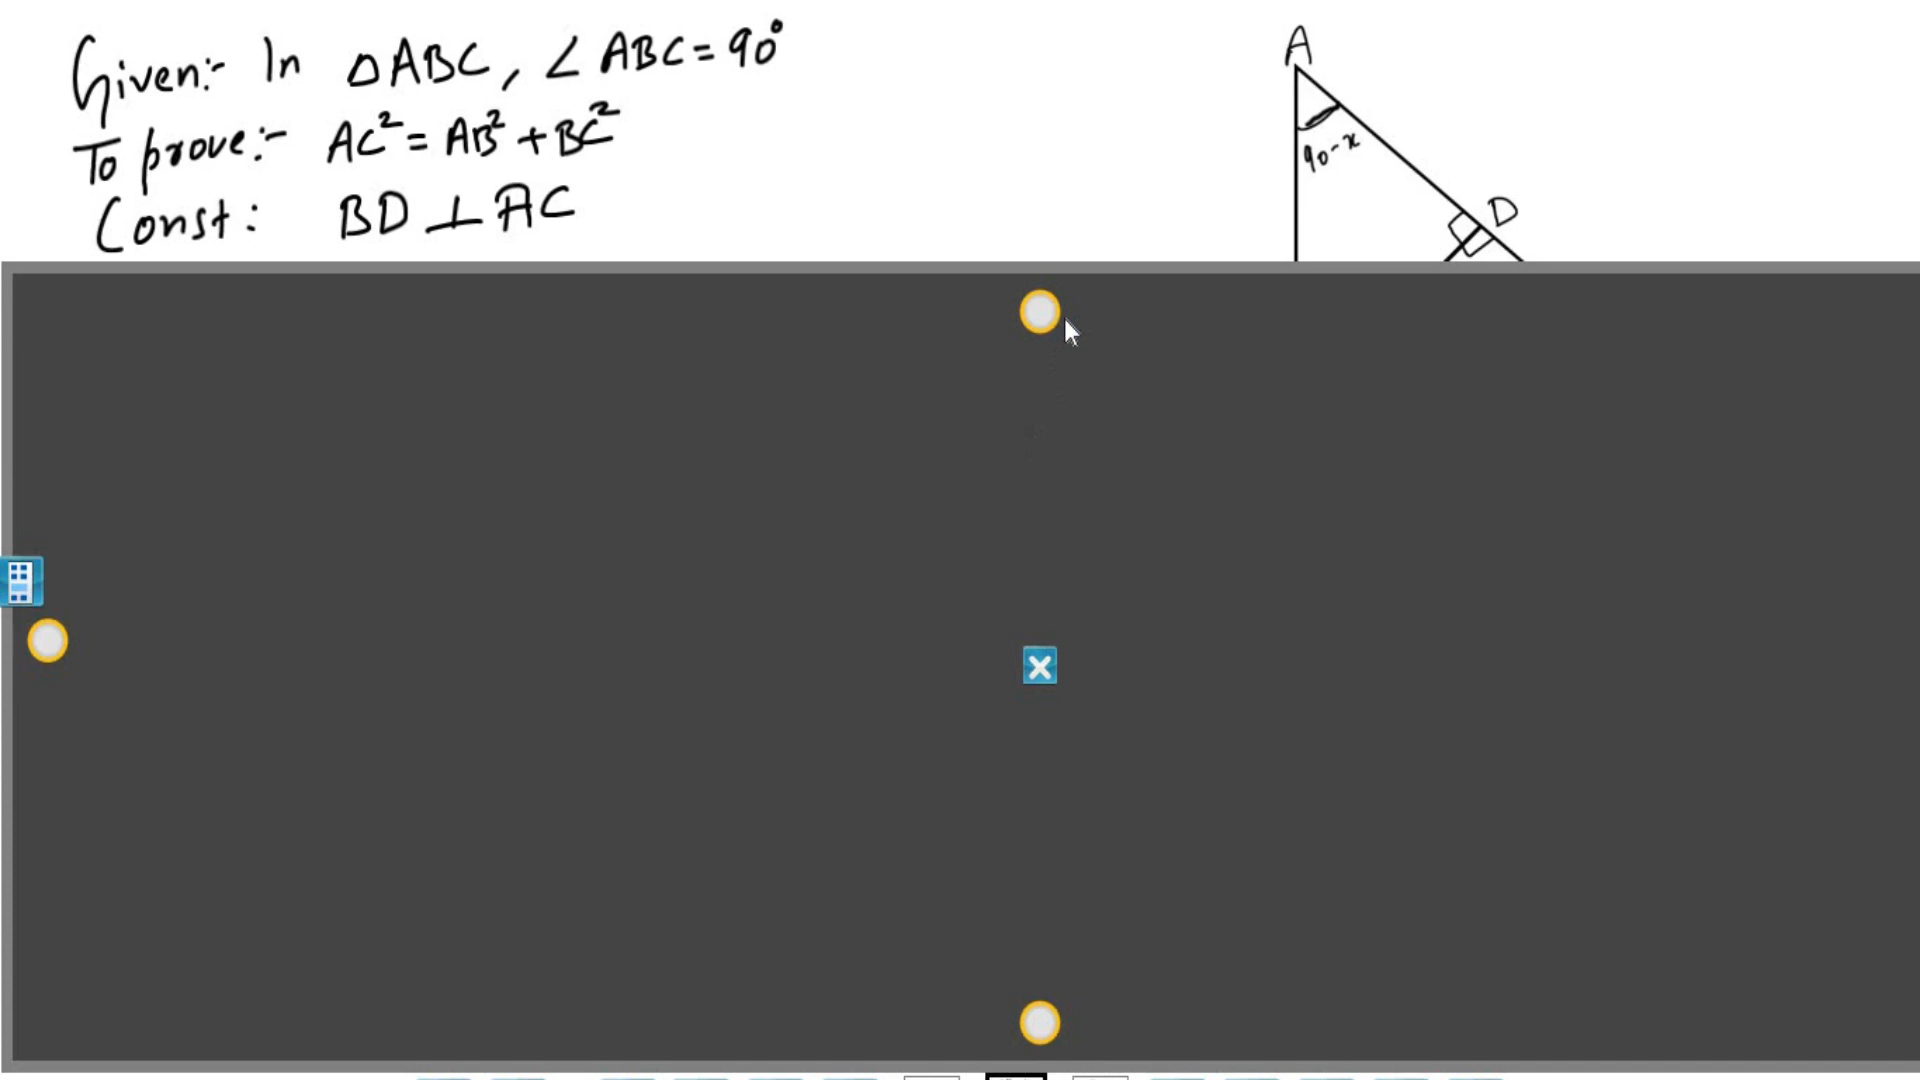 Given:- In △ABC, ∠ABC=90°
To prove:- AC²=AB²+BC²
Const: BD⊥AC
A
90-x
D